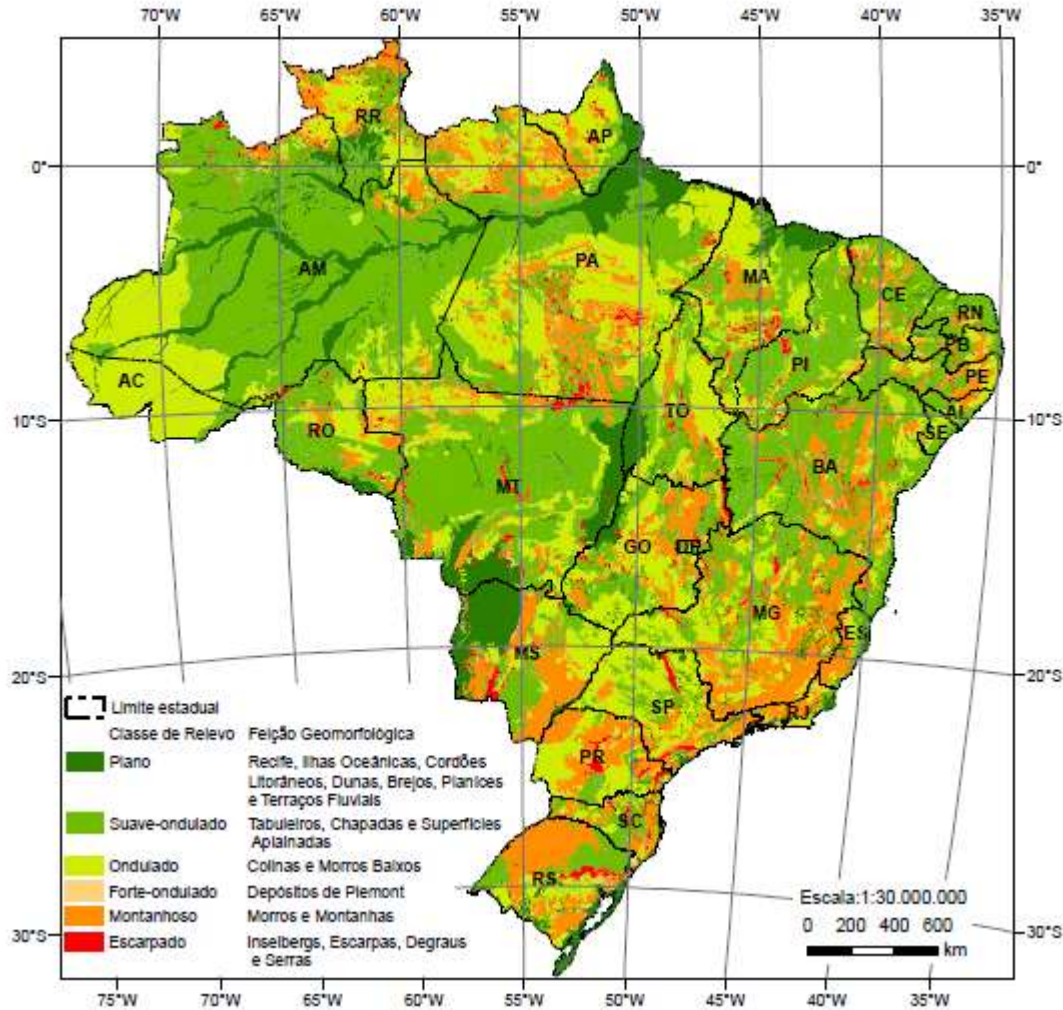 70°W 65°W 60°W 55°W 50°W 45°W 40°W 35°W
RR
AP
0° 0°
AM
PA
MA
CE
RN
PB
PI
PE
AC
TO
AL
10°S 10°S
RO
SE
BA
MT
GO
DF
MG
ES
MS
20°S 20°S
SP
RJ
PR
SC
RS
Limite estadual
Classe de Relevo Feição Geomorfológica
Plano Recife, Ilhas Oceânicas, Cordões
Litorâneos, Dunas, Brejos, Planíces
e Terraços Fluviais
Suave-ondulado Tabuleiros, Chapadas e Superfícies
Aplainadas
Ondulado Colinas e Morros Baixos
Forte-ondulado Depósitos de Piemont
Montanhoso Morros e Montanhas
Escarpado Inselbergs, Escarpas, Degraus
e Serras
Escala:1:30.000.000
0 200 400 600
km
30°S 30°S
75°W 70°W 65°W 60°W 55°W 50°W 45°W 40°W 35°W